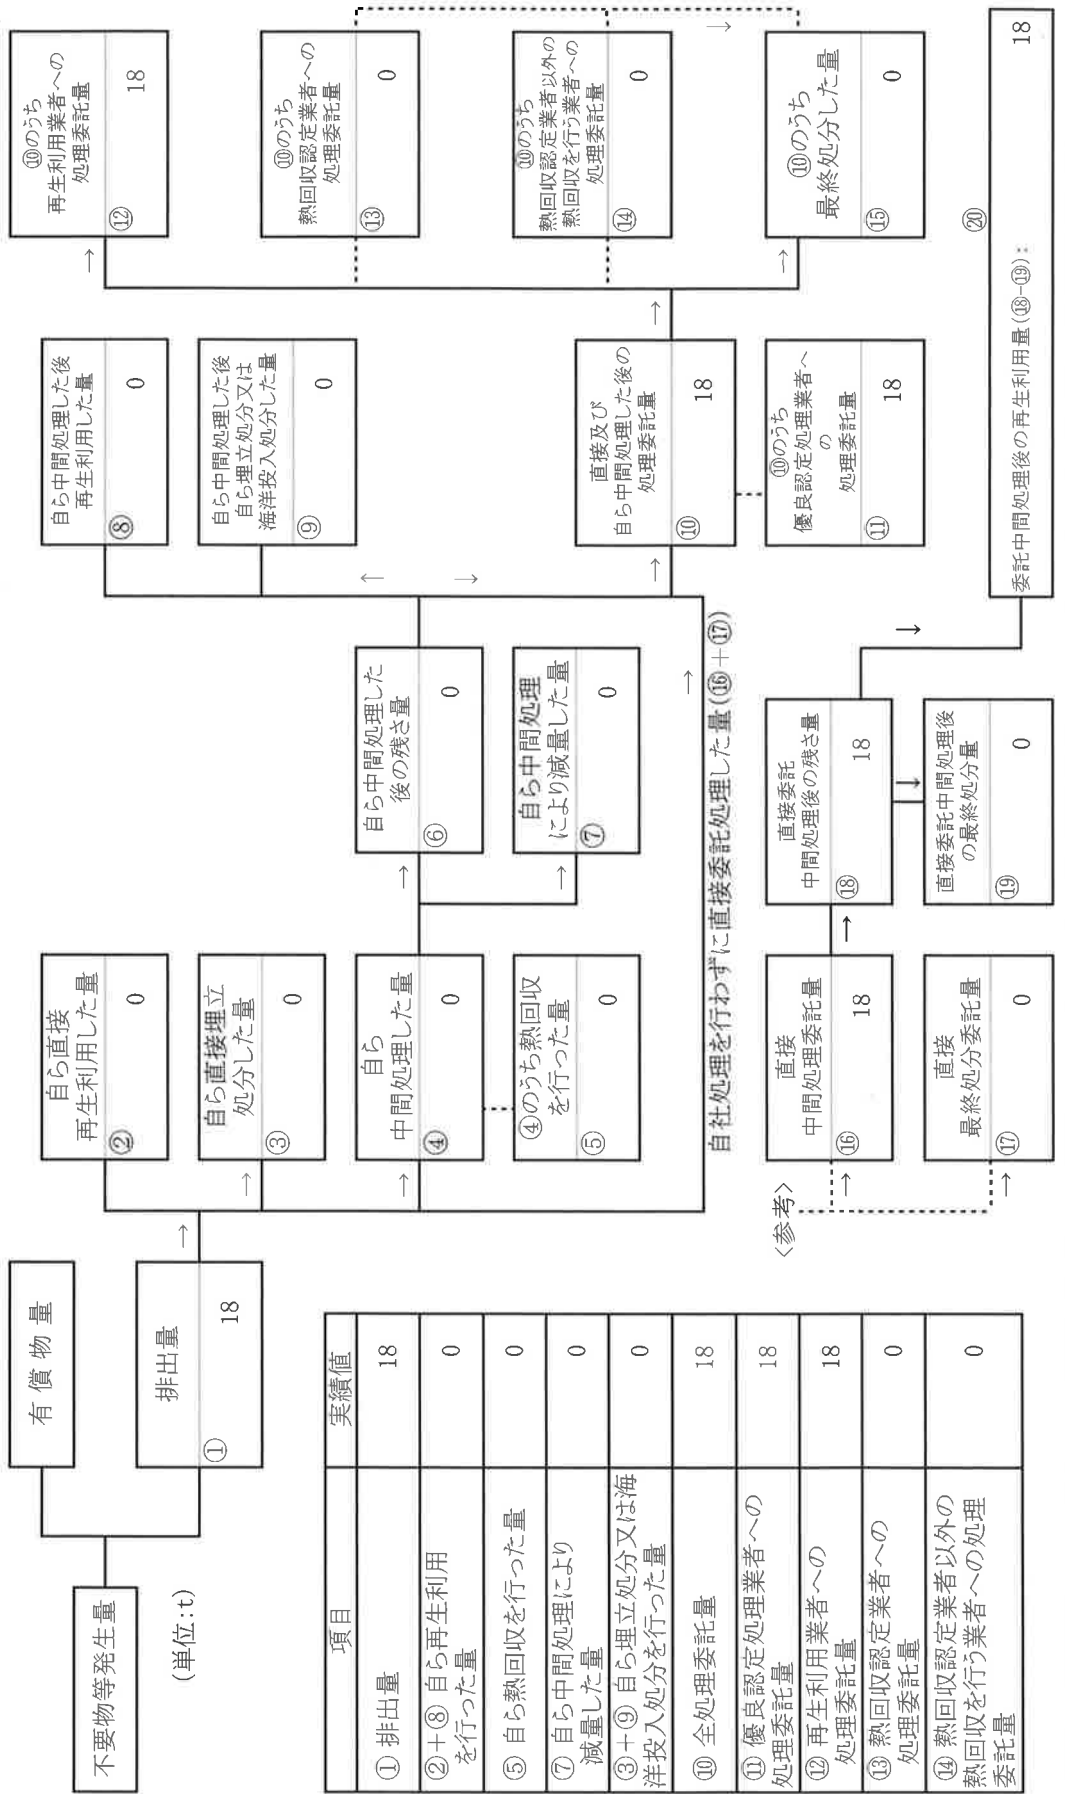 不要物等発生量
(単位:t)
有償物量
排出量
①
18
自ら直接
再生利用した量
②
0
自ら直接埋立
処分した量
③
0
自ら
中間処理した量
④
0
④のうち熱回収
を行った量
⑤
0
自ら中間処理した
後の残さ量
⑥
0
自ら中間処理
により減量した量
⑦
0
自ら中間処理した後
再生利用した量
⑧
0
自ら中間処理した後
自ら埋立処分又は
海洋投入処分した量
⑨
0
直接及び
自ら中間処理した後の
処理委託量
⑩
18
⑩のうち
優良認定処理業者へ
の
処理委託量
⑪
18
⑩のうち
再生利用業者への
処理委託量
⑫
18
⑩のうち
熱回収認定業者への
処理委託量
⑬
0
⑩のうち
熱回収認定業者以外の
熱回収を行う業者への
処理委託量
⑭
0
⑩のうち
最終処分した量
⑮
0
自社処理を行わずに直接委託処理した量(⑯+⑰)
<参考>
直接
中間処理委託量
⑯
18
直接
最終処分委託量
⑰
0
直接委託
中間処理後の残さ量
⑱
18
直接委託中間処理後
の最終処分量
⑲
0
⑳
委託中間処理後の再生利用量(⑱-⑲):
18
項目 実績値
① 排出量 18
②+⑧ 自ら再生利用
を行った量 0
⑤ 自ら熱回収を行った量 0
⑦ 自ら中間処理により
減量した量 0
③+⑨ 自ら埋立処分又は海
洋投入処分を行った量 0
⑩ 全処理委託量 18
⑪ 優良認定処理業者への
処理委託量 18
⑫ 再生利用業者への
処理委託量 18
⑬ 熱回収認定業者への
処理委託量 0
⑭ 熱回収認定業者以外の
熱回収を行う業者への処理
委託量 0